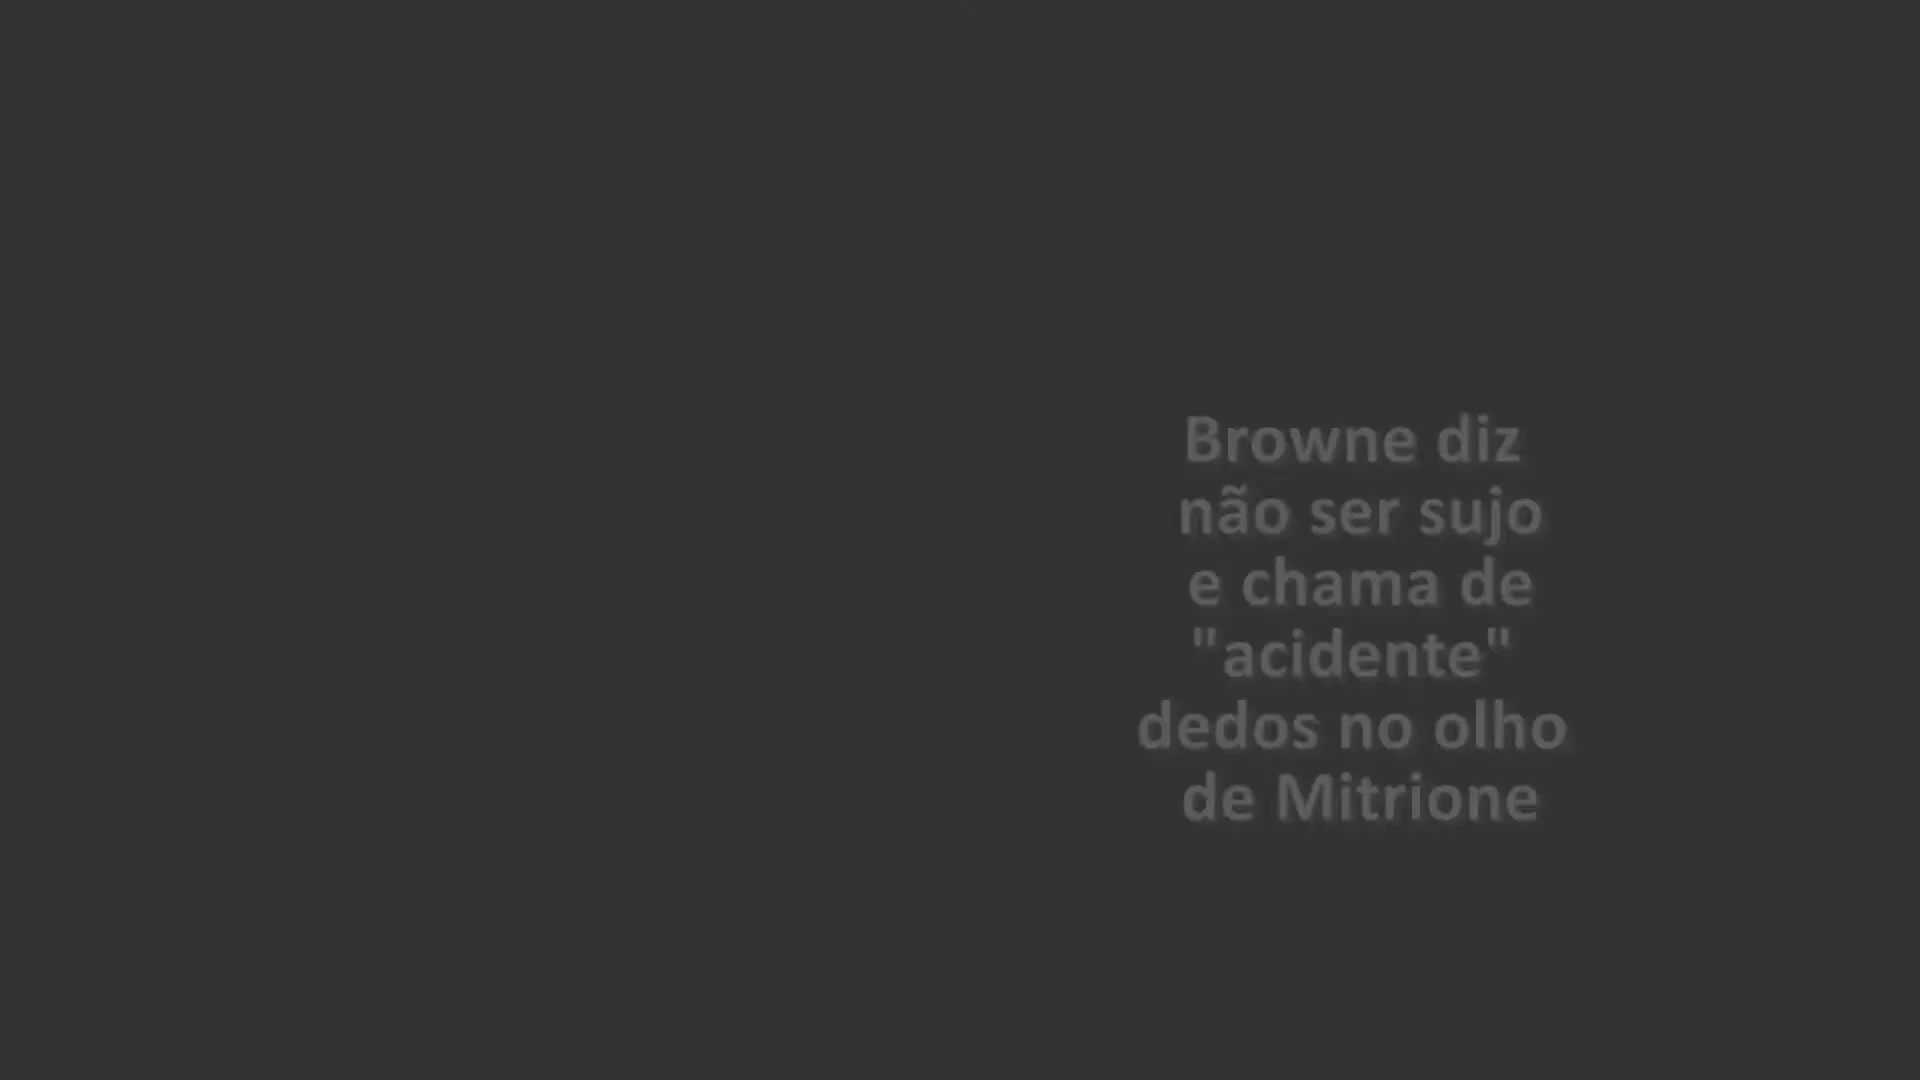 Browne diz
não ser sujo
e chama de
"acidente"
dedos no olho
de Mitrione